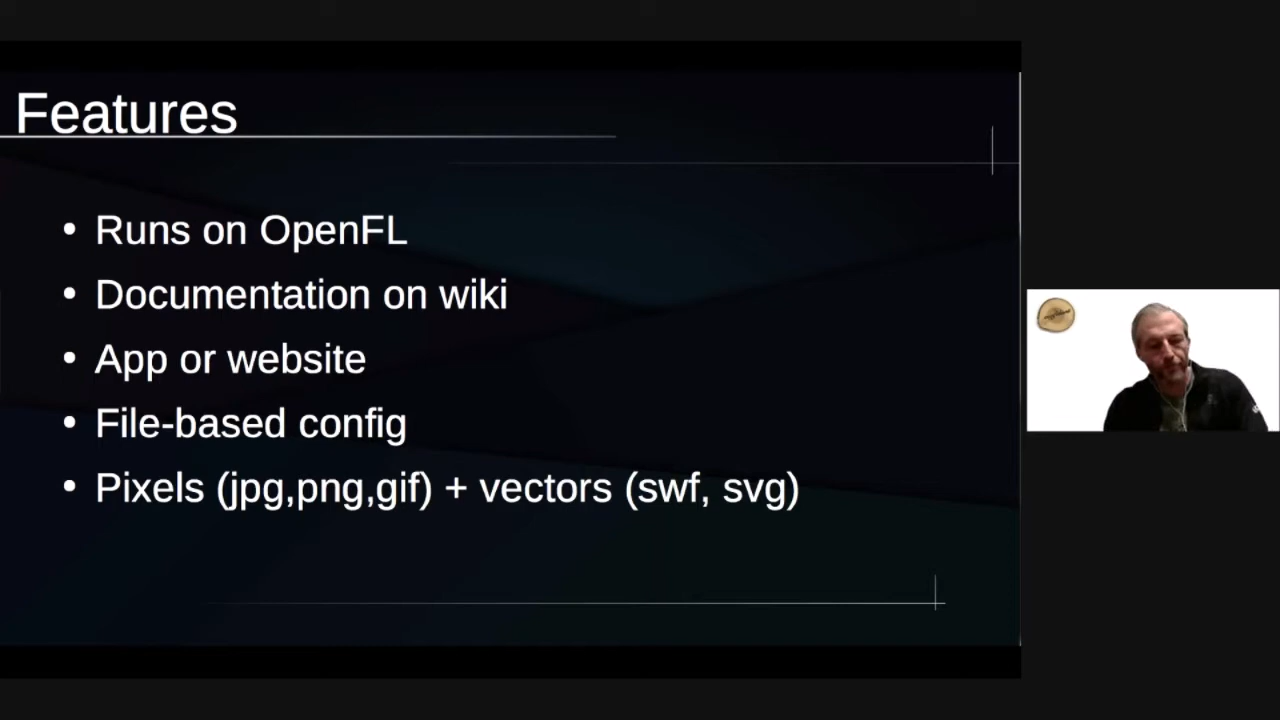 Features
• Runs on OpenFL
• Documentation on wiki
• App or website
• File-based config
• Pixels (jpg,png,gif) + vectors (swf, svg)